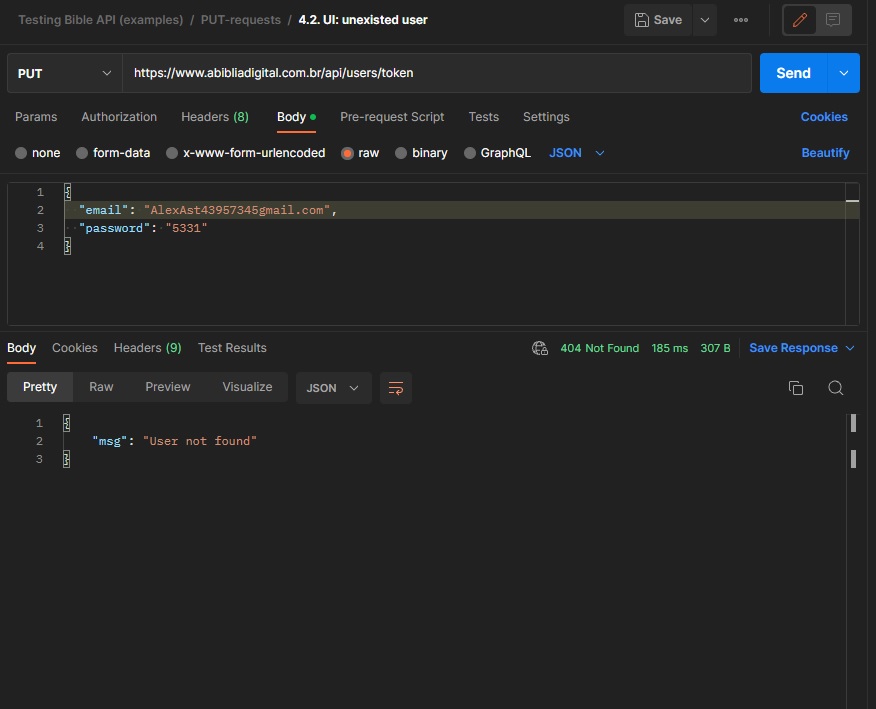 Testing Bible API (examples) / PUT-requests / 4.2. UI: unexisted user
Save
PUT
https://www.abibliadigital.com.br/api/users/token
Send
Params Authorization Headers (8) Body Pre-request Script Tests Settings Cookies
none form-data x-www-form-urlencoded raw binary GraphQL JSON Beautify
1 {
2 "email": "AlexAst43957345gmail.com",
3 "password": "5331"
4 }
Body Cookies Headers (9) Test Results 404 Not Found 185 ms 307 B Save Response
Pretty Raw Preview Visualize JSON
1 {
2 "msg": "User not found"
3 }